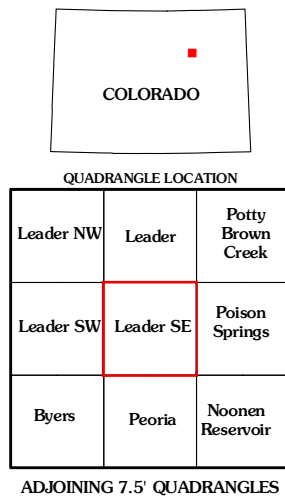 COLORADO
QUADRANGLE LOCATION
Leader NW
Leader
Potty
Brown
Creek
Leader SW
Leader SE
Poison
Springs
Byers
Peoria
Noonen
Reservoir
ADJOINING 7.5' QUADRANGLES